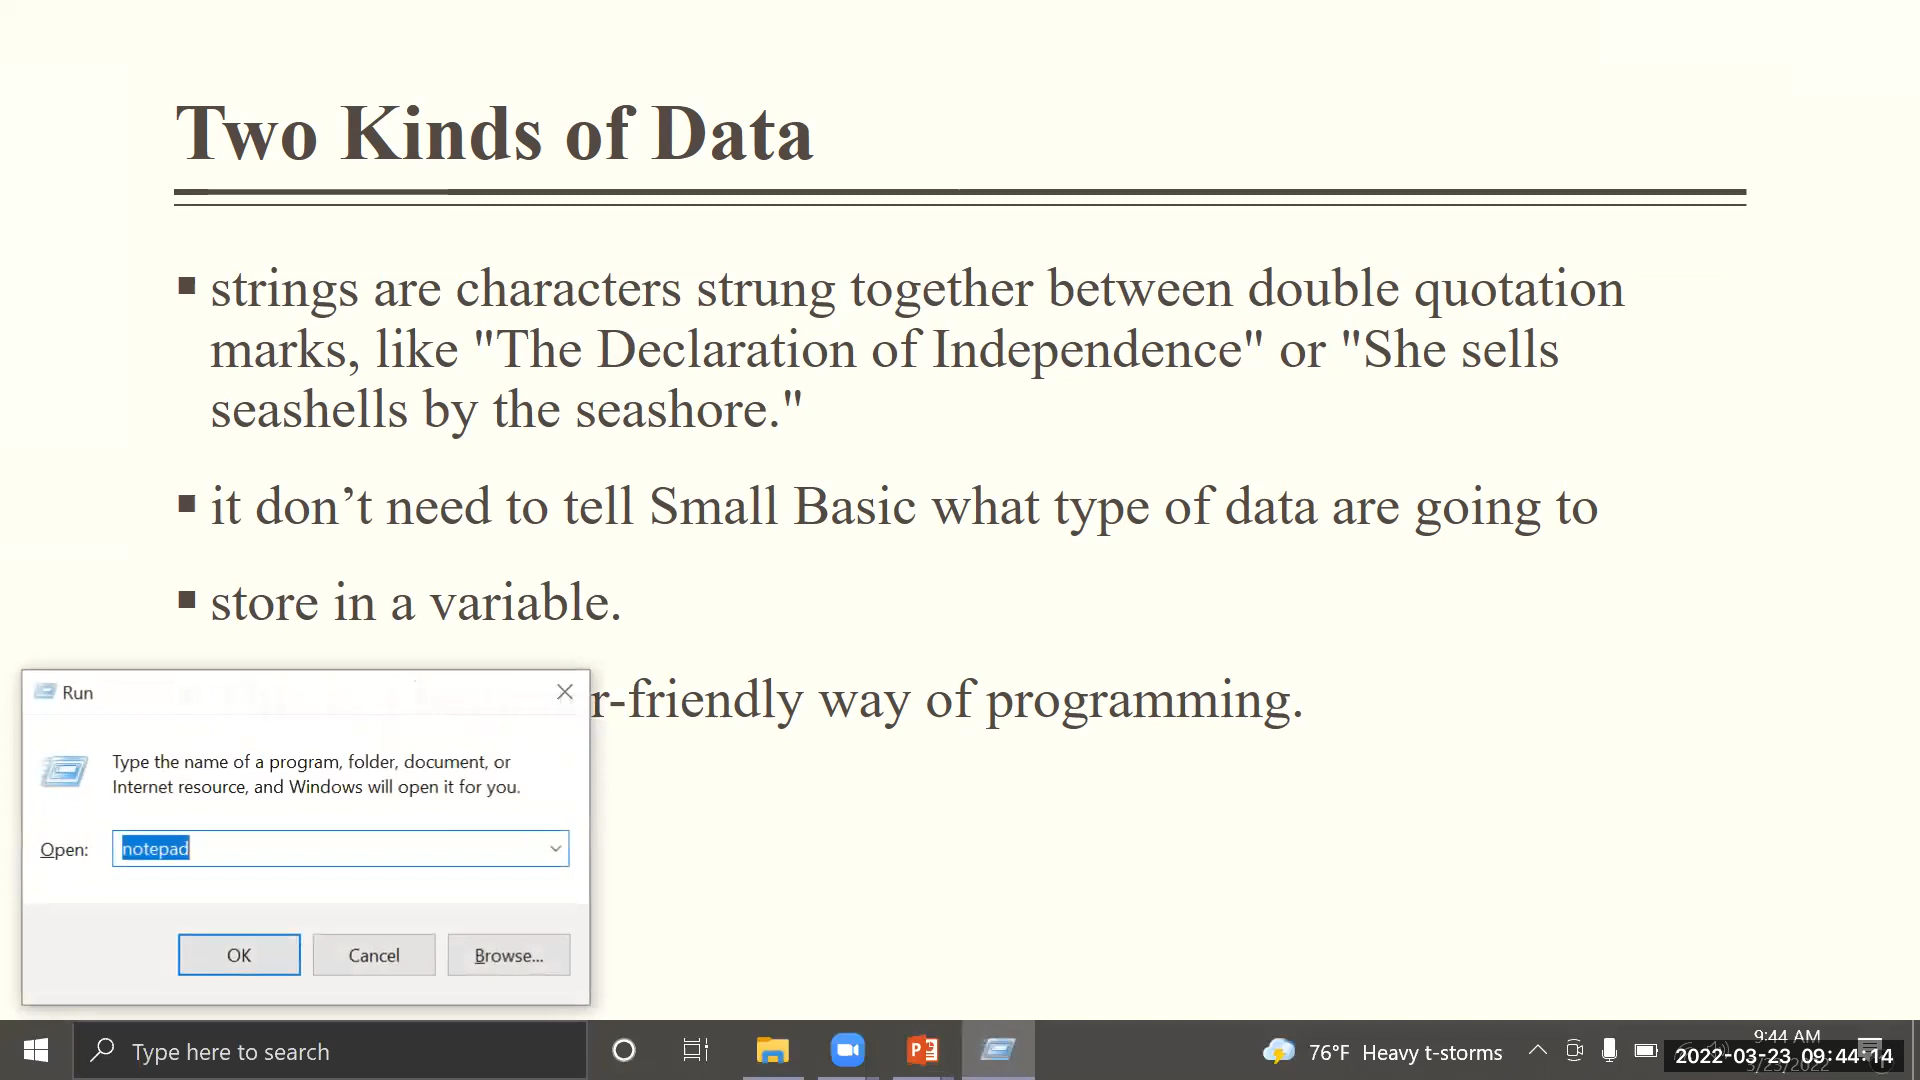 Two Kinds of Data
strings are characters strung together between double quotation
marks, like "The Declaration of Independence" or "She sells
seashells by the seashore."
it don’t need to tell Small Basic what type of data are going to
store in a variable.
r-friendly way of programming.
Run
Type the name of a program, folder, document, or
Internet resource, and Windows will open it for you.
Open: notepad
OK Cancel Browse...
Type here to search
76°F Heavy t-storms
9:44 AM
2022-03-23 09:44:14